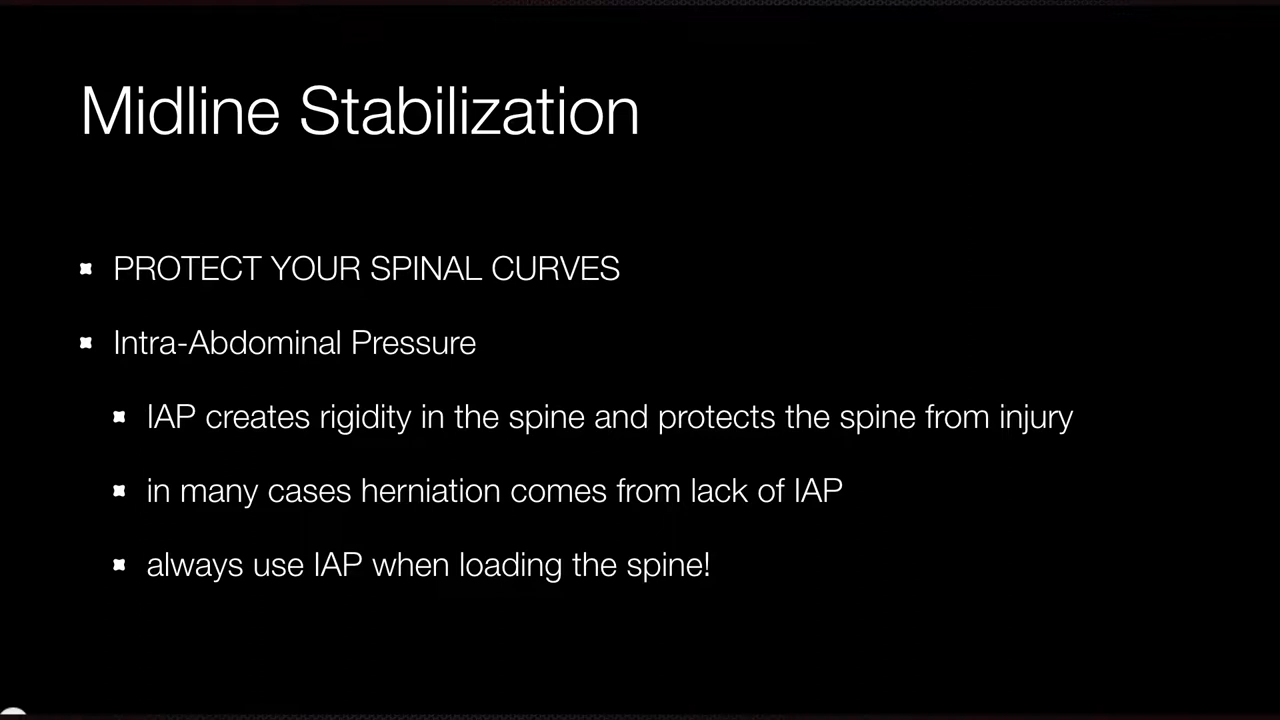 Midline Stabilization
PROTECT YOUR SPINAL CURVES
Intra-Abdominal Pressure
IAP creates rigidity in the spine and protects the spine from injury
in many cases herniation comes from lack of IAP
always use IAP when loading the spine!